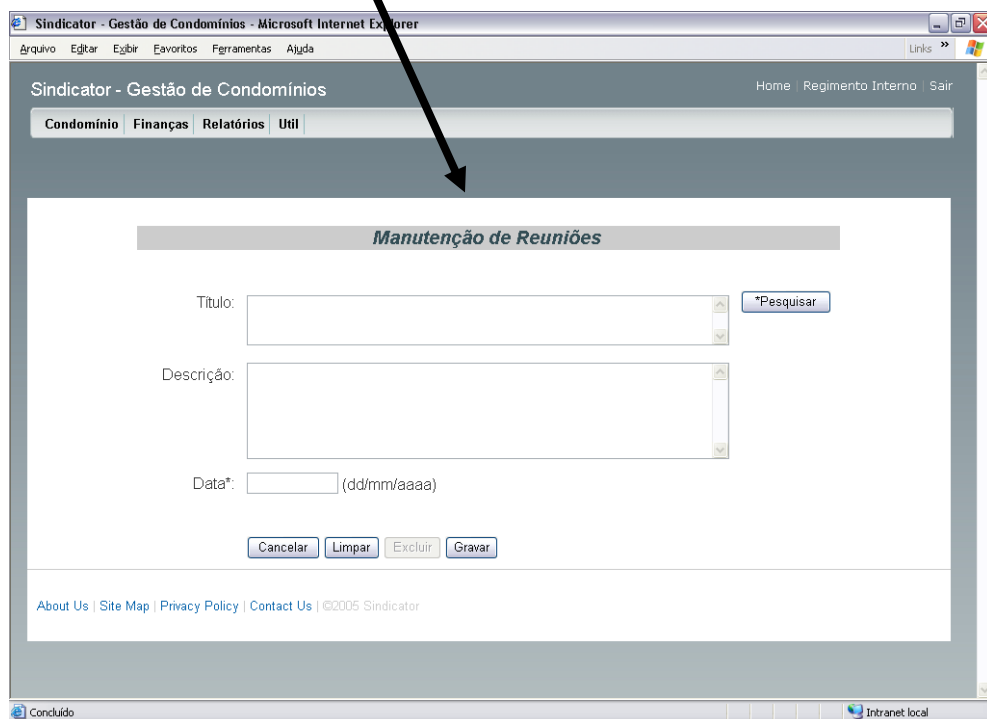 Sindicator - Gestão de Condomínios - Microsoft Internet Explorer
Arquivo Editar Exibir Favoritos Ferramentas Ajuda Links »
Sindicator - Gestão de Condomínios Home | Regimento Interno | Sair
Condomínio Finanças Relatórios Util
Manutenção de Reuniões
Título: *Pesquisar
Descrição:
Data*: (dd/mm/aaaa)
Cancelar Limpar Excluir Gravar
About Us | Site Map | Privacy Policy | Contact Us | ©2005 Sindicator
Concluído Intranet local